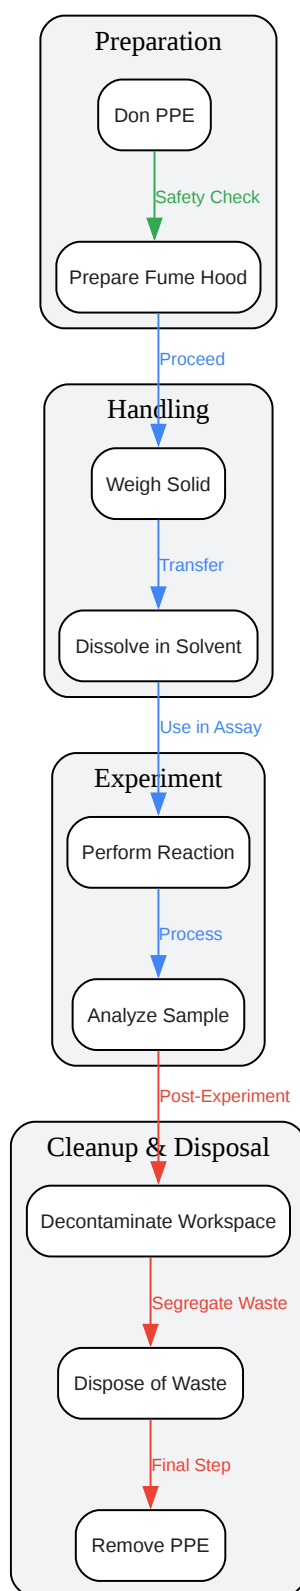 Preparation
Don PPE
Safety Check
Prepare Fume Hood
Proceed
Handling
Weigh Solid
Transfer
Dissolve in Solvent
Use in Assay
Experiment
Perform Reaction
Process
Analyze Sample
Post-Experiment
Cleanup & Disposal
Decontaminate Workspace
Segregate Waste
Dispose of Waste
Final Step
Remove PPE